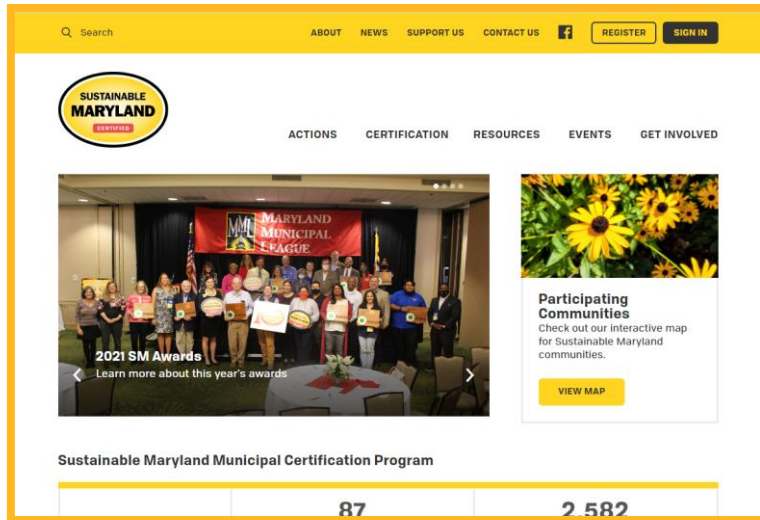 Search
ABOUT NEWS SUPPORT US CONTACT US f REGISTER SIGN IN
SUSTAINABLE
MARYLAND
CERTIFIED
ACTIONS CERTIFICATION RESOURCES EVENTS GET INVOLVED
MML MARYLAND
MUNICIPAL
LEAGUE
2021 SM Awards
Learn more about this year's awards
Participating
Communities
Check out our interactive map
for Sustainable Maryland
communities.
VIEW MAP
Sustainable Maryland Municipal Certification Program
87 2,582